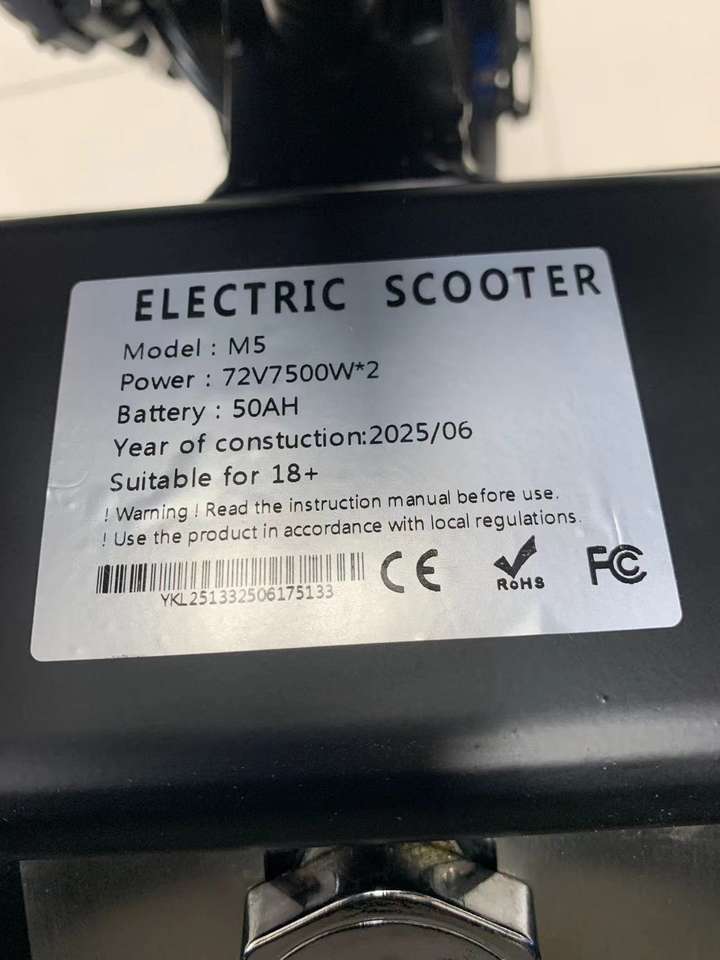 ELECTRIC SCOOTER
Model : M5
Power : 72V7500W*2
Battery : 50AH
Year of constuction:2025/06
Suitable for 18+
! Warning ! Read the instruction manual before use.
! Use the product in accordance with local regulations.
YKL251332506175133
CE
RoHS
FC